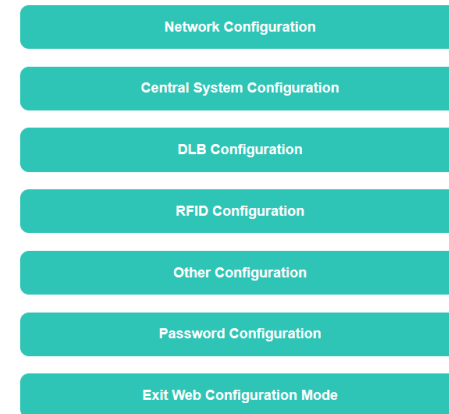 Network Configuration
Central System Configuration
DLB Configuration
RFID Configuration
Other Configuration
Password Configuration
Exit Web Configuration Mode